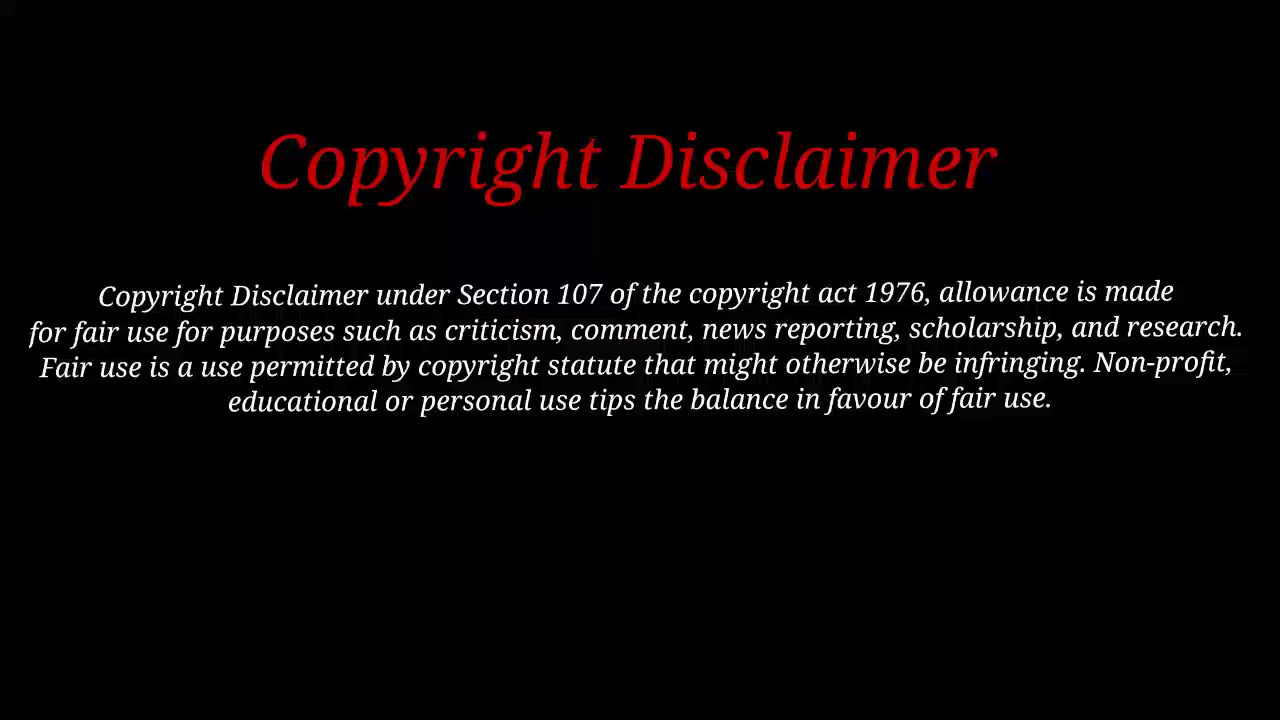 Copyright Disclaimer
Copyright Disclaimer under Section 107 of the copyright act 1976, allowance is made
for fair use for purposes such as criticism, comment, news reporting, scholarship, and research.
Fair use is a use permitted by copyright statute that might otherwise be infringing. Non-profit,
educational or personal use tips the balance in favour of fair use.